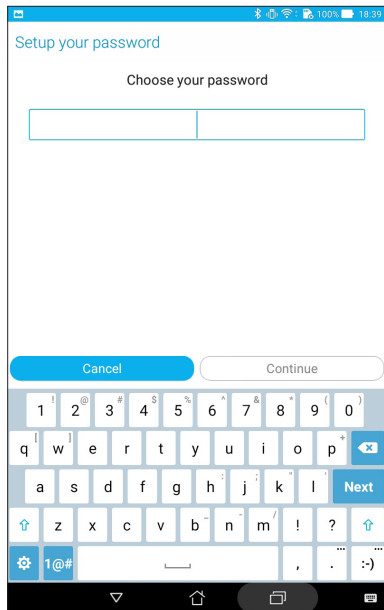 100% 18:39
Setup your password
Choose your password
Cancel Continue
! @ # $ % ^ & * ( )
1 2 3 4 5 6 7 8 9 0
[ ] +
q w e r t y u i o p
: ; " '
a s d f g h j k l Next
_ - /
z x c v b n m ! ?
1@# , . ... :-) ...